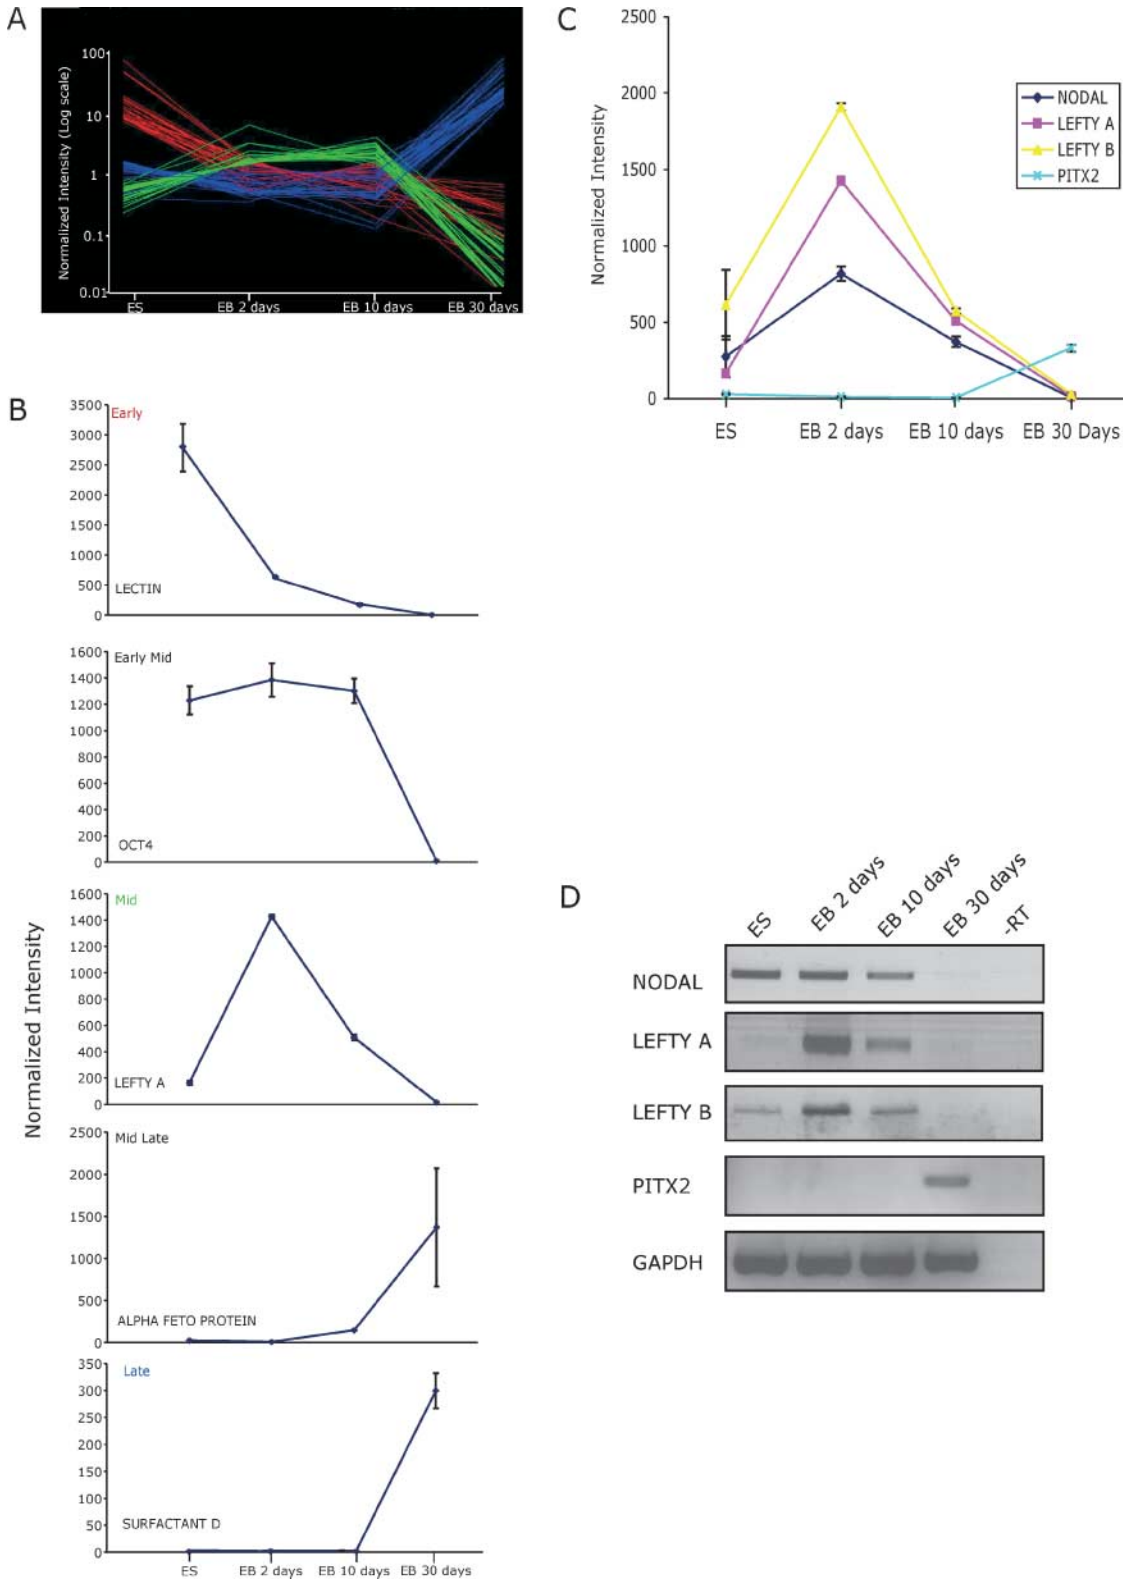 A
Normalized Intensity (Log scale)
100
10
1
0.1
0.01
ES
EB 2 days
EB 10 days
EB 30 days
B
Normalized Intensity
Early
3500
3000
2500
2000
1500
1000
500
0
LECTIN
Early Mid
1600
1400
1200
1000
800
600
400
200
0
OCT4
Mid
1600
1400
1200
1000
800
600
400
200
0
LEFTY A
Mid Late
2500
2000
1500
1000
500
0
ALPHA FETO PROTEIN
Late
350
300
250
200
150
100
50
0
SURFACTANT D
ES
EB 2 days
EB 10 days
EB 30 days
C
Normalized Intensity
2500
2000
1500
1000
500
0
NODAL
LEFTY A
LEFTY B
PITX2
ES
EB 2 days
EB 10 days
EB 30 Days
D
ES
EB 2 days
EB 10 days
EB 30 days
-RT
NODAL
LEFTY A
LEFTY B
PITX2
GAPDH